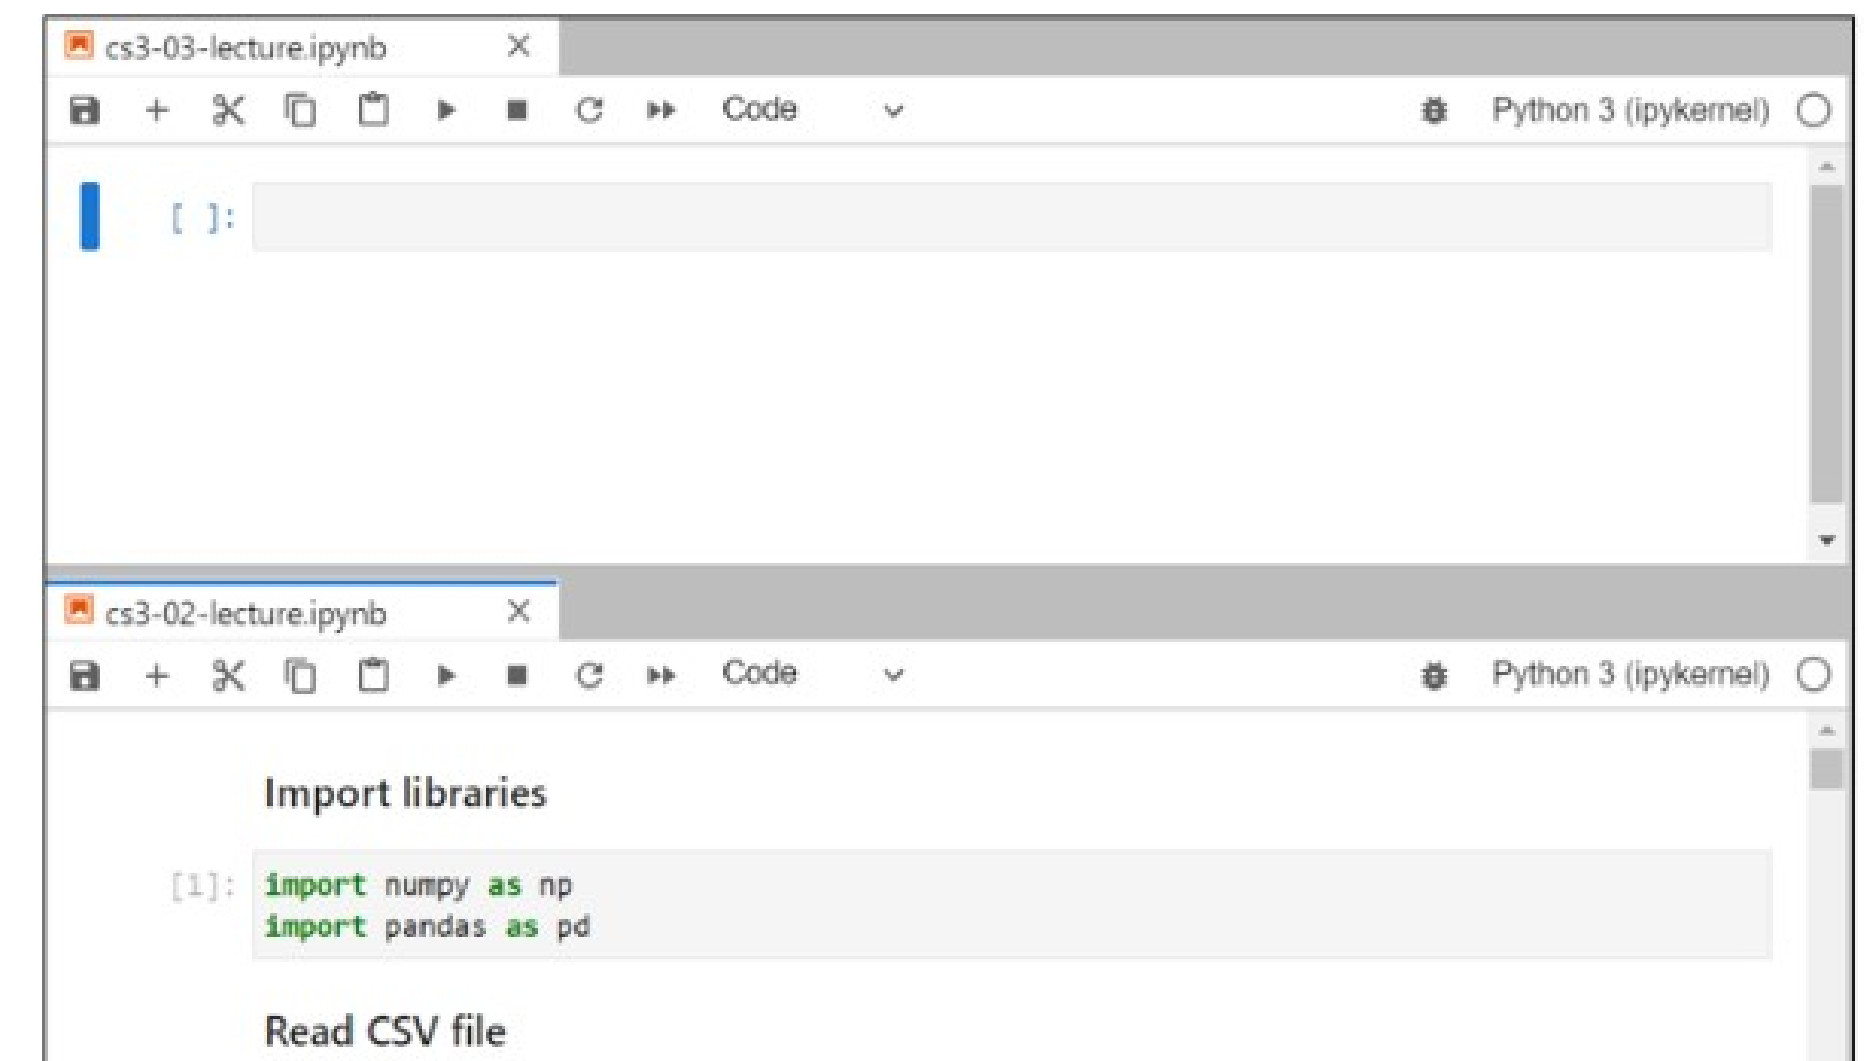 cs3-03-lecture.ipynb
Code Python 3 (ipykernel)
[ ]:
cs3-02-lecture.ipynb
Code Python 3 (ipykernel)
Import libraries
[1]: import numpy as np
import pandas as pd
Read CSV file